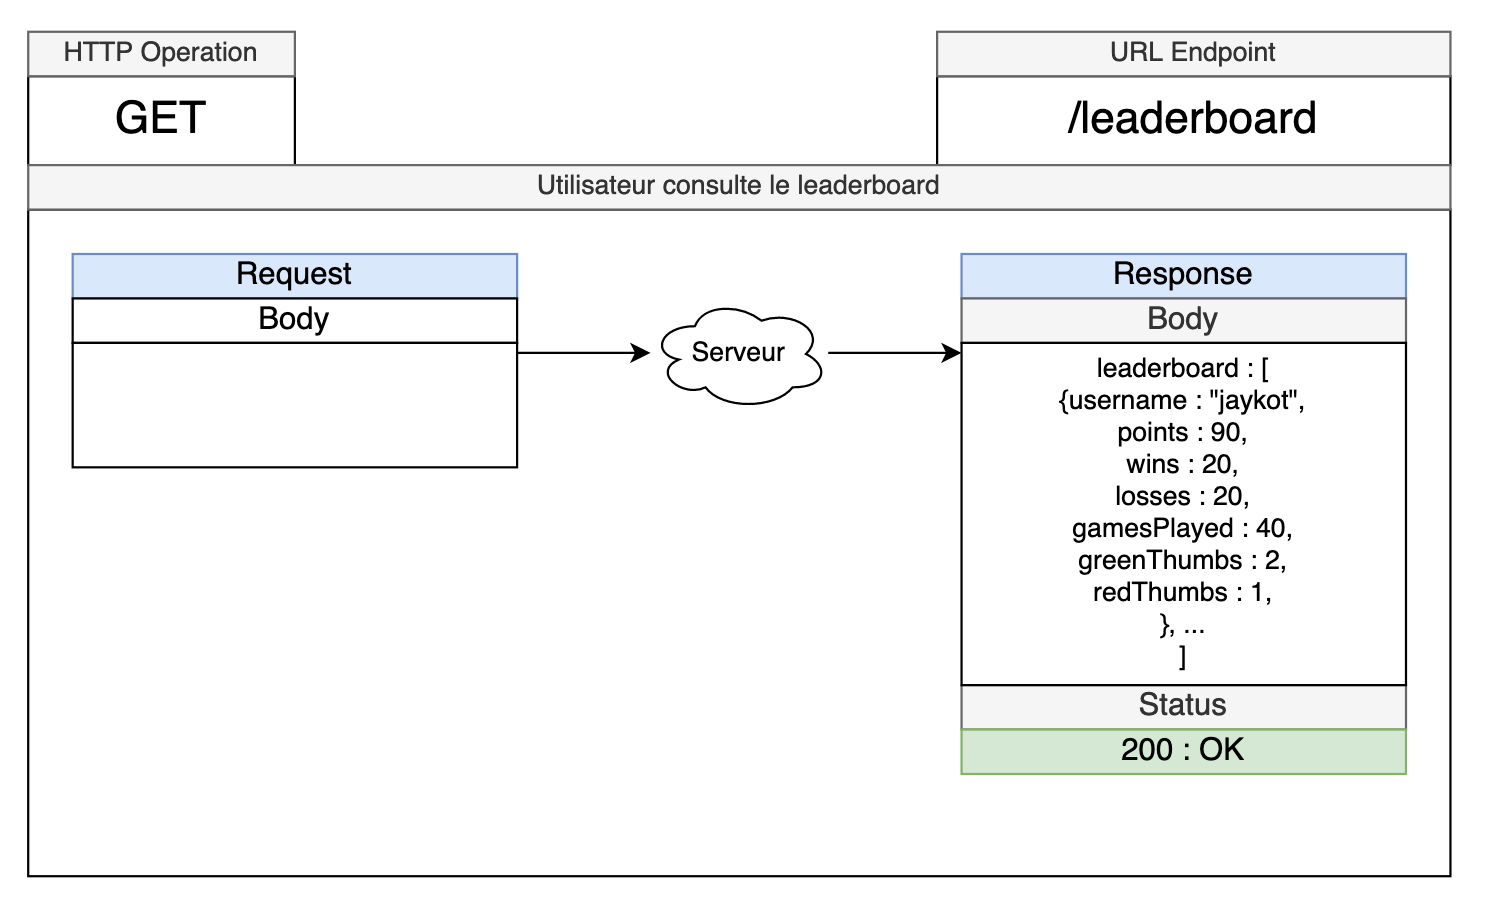 HTTP Operation
URL Endpoint
GET
/leaderboard
Utilisateur consulte le leaderboard
Request
Body
Serveur
Response
Body
leaderboard : [
{username : "jaykot",
points : 90,
wins : 20,
losses : 20,
gamesPlayed : 40,
greenThumbs : 2,
redThumbs : 1,
}, ...
]
Status
200 : OK